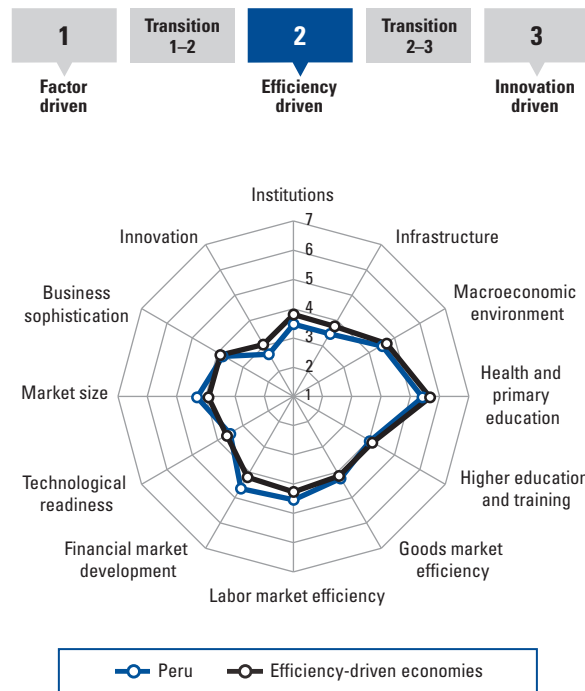 1
Transition
1–2
2
Transition
2–3
3
Factor
driven
Efficiency
driven
Innovation
driven
Institutions
7
Innovation
Infrastructure
6
5
Business
sophistication
Macroeconomic
environment
4
3
2
Market size
1
Health and
primary
education
Technological
readiness
Higher education
and training
Financial market
development
Goods market
efficiency
Labor market efficiency
Peru
Efficiency-driven economies